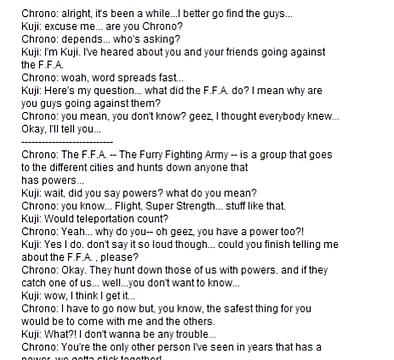 Chrono: alright, it's been a while...I better go find the guys...
Kuji: excuse me... are you Chrono?
Chrono: depends... who's asking?
Kuji: I'm Kuji. I've heared about you and your friends going against
the F.F.A.
Chrono: woah, word spreads fast...
Kuji: Here's my question... what did the F.F.A. do? I mean why are
you guys going against them?
Chrono: you mean, you don't know? geez, I thought everybody knew...
Okay, I'll tell you...
---------------------------
Chrono: The F.F.A. -- The Furry Fighting Army -- is a group that goes
to the different cities and hunts down anyone that
has powers...
Kuji: wait, did you say powers? what do you mean?
Chrono: you know... Flight, Super Strength... stuff like that.
Kuji: Would teleportation count?
Chrono: Yeah... why do you-- oh geez, you have a power too?!
Kuji: Yes I do. don't say it so loud though... could you finish telling me
about the F.F.A. , please?
Chrono: Okay. They hunt down those of us with powers. and if they
catch one of us... well...you don't want to know...
Kuji: wow, I think I get it...
Chrono: I have to go now but, you know, the safest thing for you
would be to come with me and the others.
Kuji: What?! I don't wanna be any trouble...
Chrono: You're the only other person I've seen in years that has a
power, we gotta stick together!